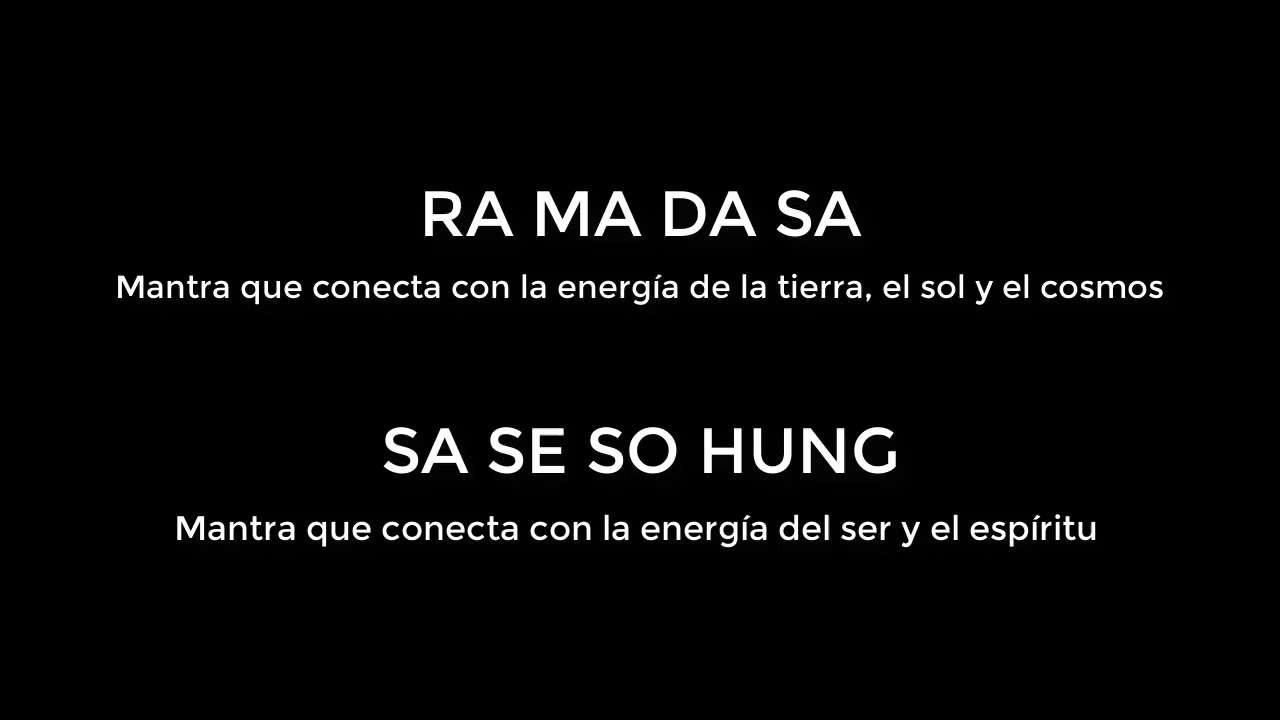 RA MA DA SA
Mantra que conecta con la energía de la tierra, el sol y el cosmos
SA SE SO HUNG
Mantra que conecta con la energía del ser y el espíritu